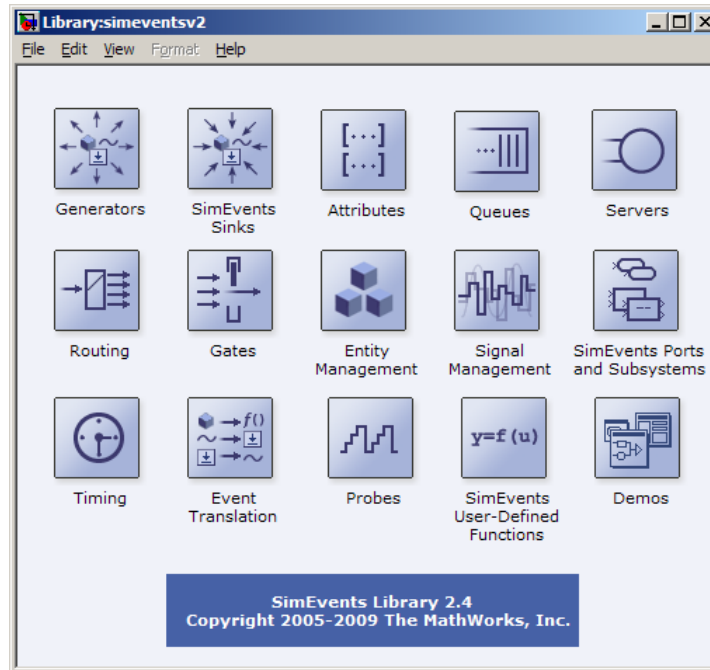 Library:simeventsv2
File Edit View Format Help
[···]
[···]
Generators
SimEvents
Sinks
Attributes
Queues
Servers
Routing
Gates
Entity
Management
Signal
Management
SimEvents Ports
and Subsystems
f()
y=f(u)
Timing
Event
Translation
Probes
SimEvents
User-Defined
Functions
Demos
SimEvents Library 2.4
Copyright 2005-2009 The MathWorks, Inc.